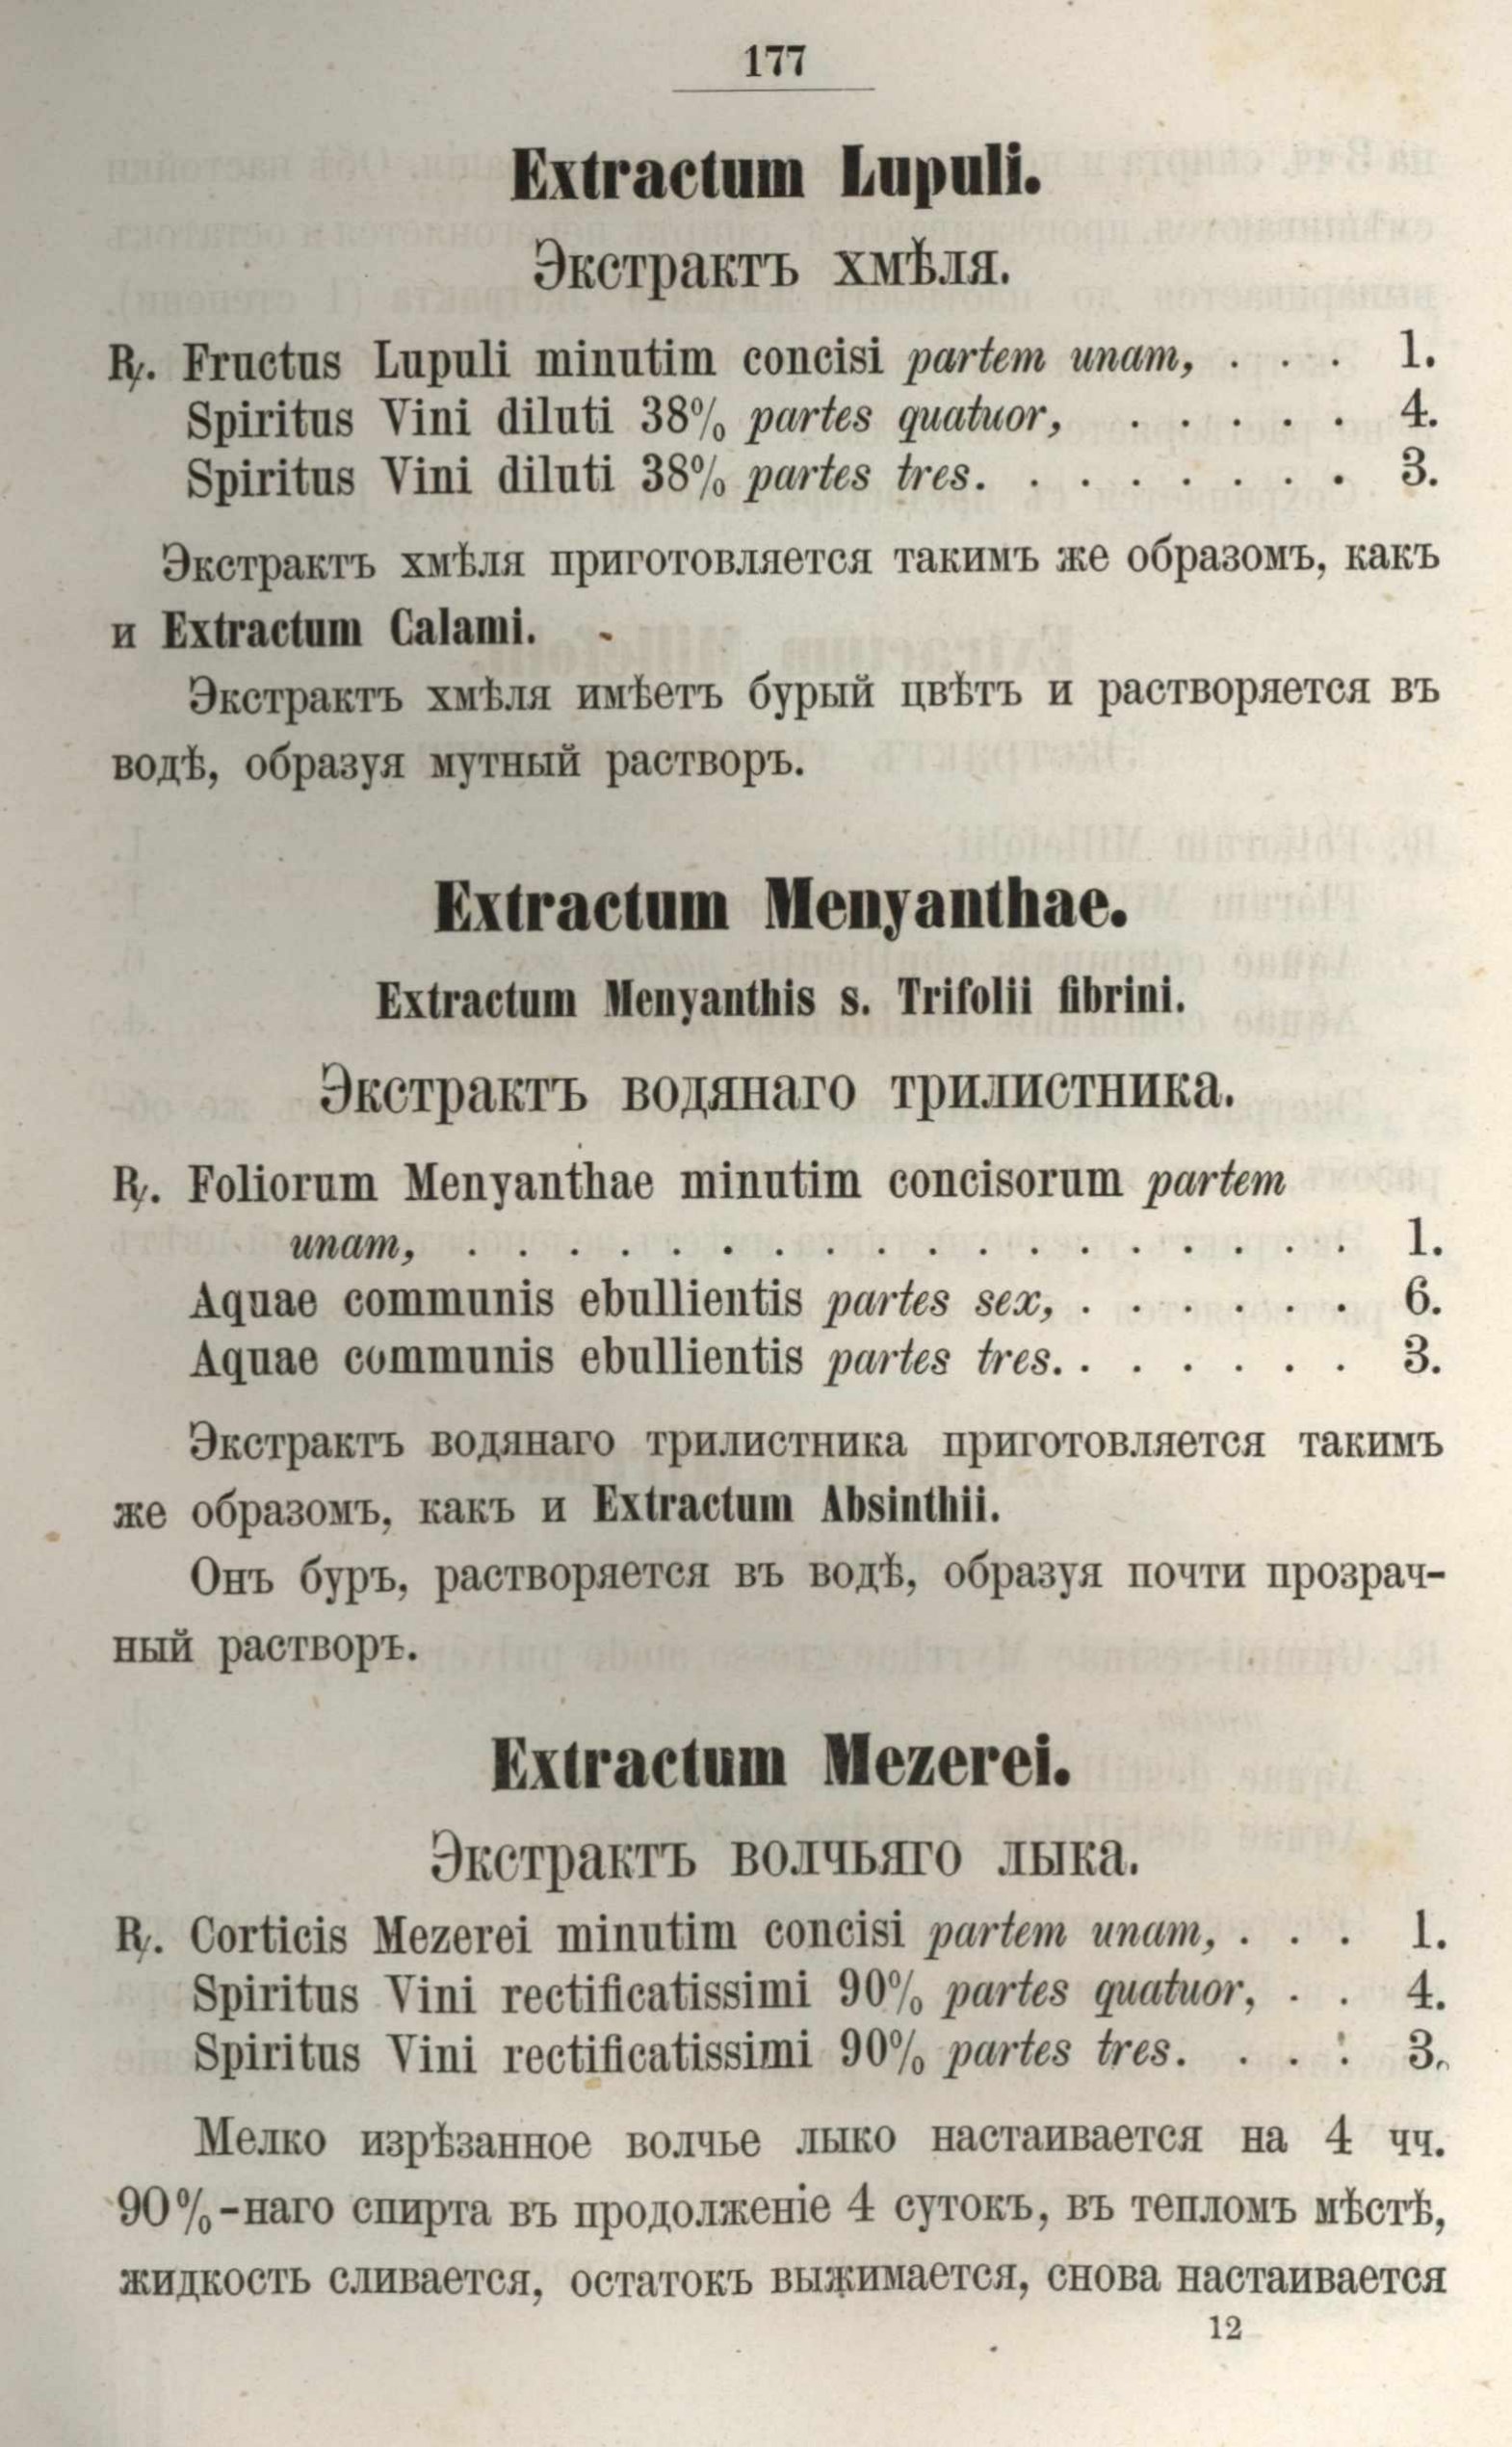 177
Extractum Lupuli.
Экстрактъ хмѣля.
℞. Fructus Lupuli minutim concisi partem unam, . . . 1.
Spiritus Vini diluti 38% partes quatuor, . . . . . 4.
Spiritus Vini diluti 38% partes tres. . . . . . . . 3.
Экстрактъ хмѣля приготовляется такимъ же образомъ, какъ
и Extractum Calami.
Экстрактъ хмѣля имѣетъ бурый цвѣтъ и растворяется въ
водѣ, образуя мутный растворъ.
Extractum Menyanthae.
Extractum Menyanthis s. Trifolii fibrini.
Экстрактъ водянаго трилистника.
℞. Foliorum Menyanthae minutim concisorum partem
unam, . . . . . . . . . . . . . . . . . . 1.
Aquae communis ebullientis partes sex, . . . . . . 6.
Aquae communis ebullientis partes tres. . . . . . . 3.
Экстрактъ водянаго трилистника приготовляется такимъ
же образомъ, какъ и Extractum Absinthii.
Онъ буръ, растворяется въ водѣ, образуя почти прозрач-
ный растворъ.
Extractum Mezerei.
Экстрактъ волчьяго лыка.
℞. Corticis Mezerei minutim concisi partem unam, . . . 1.
Spiritus Vini rectificatissimi 90% partes quatuor, . . 4.
Spiritus Vini rectificatissimi 90% partes tres. . . . 3.
Мелко изрѣзанное волчье лыко настаивается на 4 чч.
90%-наго спирта въ продолженіе 4 сутокъ, въ тепломъ мѣстѣ,
жидкость сливается, остатокъ выжимается, снова настаивается
12